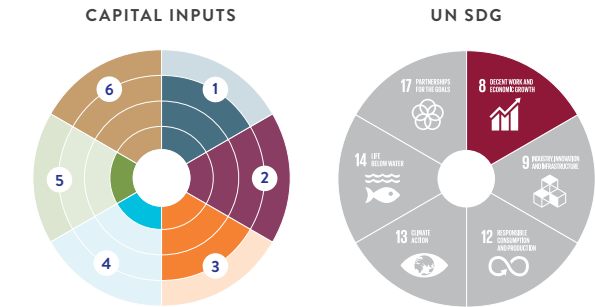 CAPITAL INPUTS
1
2
3
4
5
6
UN SDG
8 DECENT WORK AND
ECONOMIC GROWTH
9 INDUSTRY, INNOVATION
AND INFRASTRUCTURE
12 RESPONSIBLE
CONSUMPTION
AND PRODUCTION
13 CLIMATE
ACTION
14 LIFE
BELOW WATER
17 PARTNERSHIPS
FOR THE GOALS